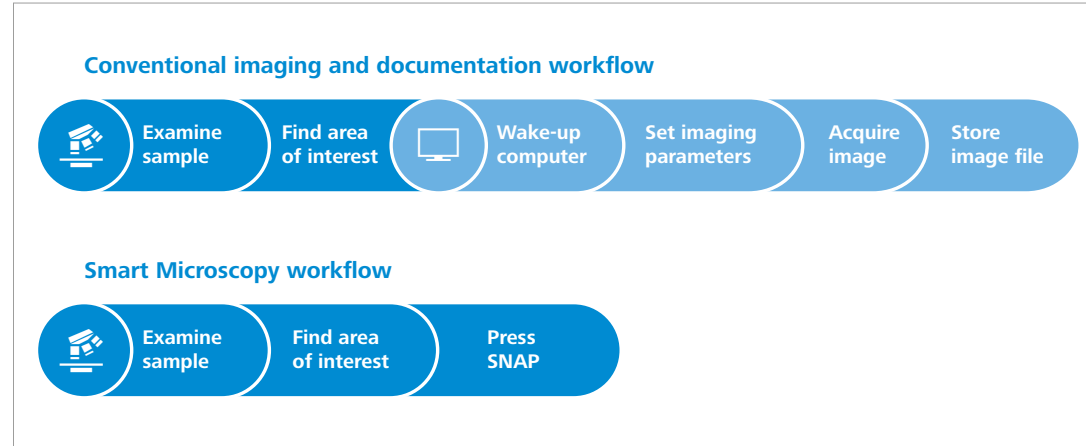 Conventional imaging and documentation workflow
Examine
sample
Find area
of interest
Wake-up
computer
Set imaging
parameters
Acquire
image
Store
image file
Smart Microscopy workflow
Examine
sample
Find area
of interest
Press
SNAP